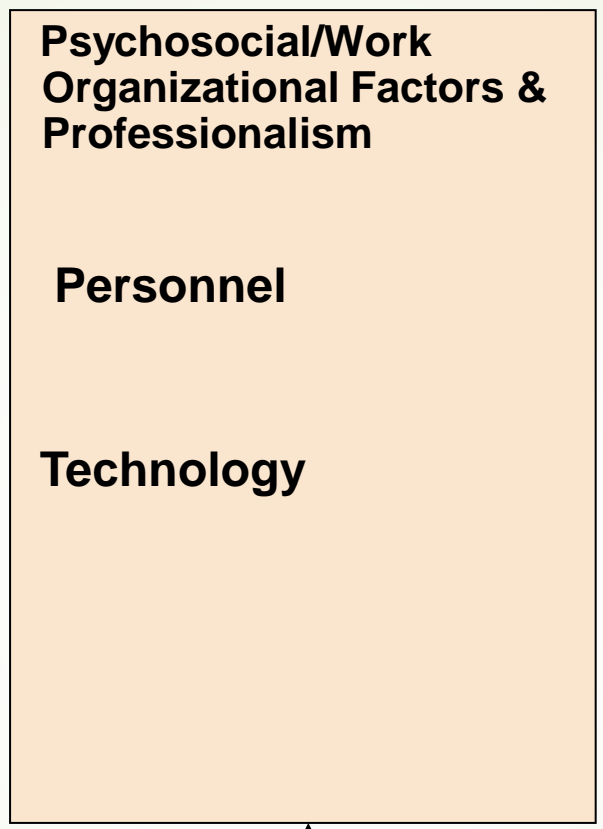 Psychosocial/Work
Organizational Factors &
Professionalism
Personnel
Technology